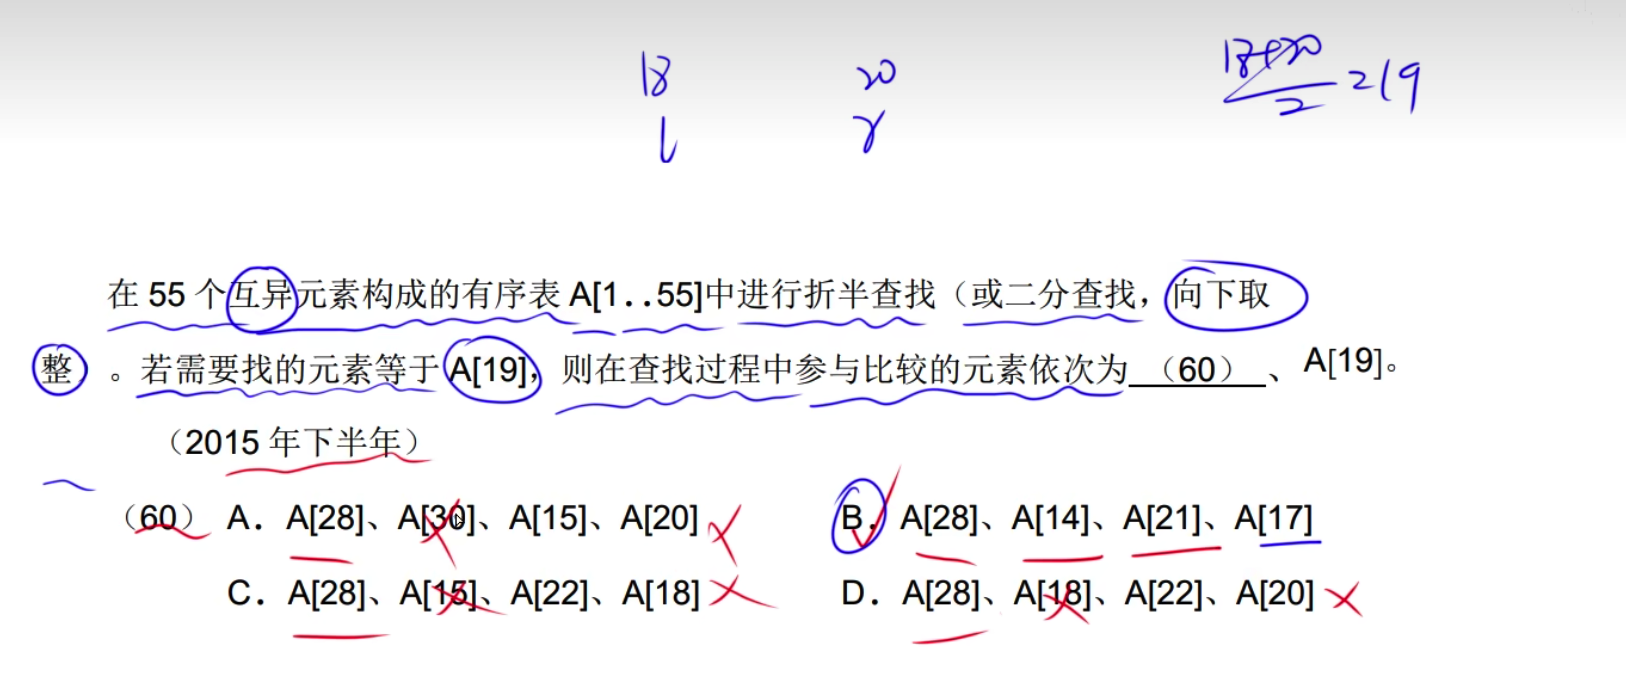 18 20 18+20
l r 2 = 19
在 55 个互异元素构成的有序表 A[1..55]中进行折半查找（或二分查找，向下取
整）。若需要找的元素等于 A[19]，则在查找过程中参与比较的元素依次为 （60） 、A[19]。
（2015 年下半年）
（60） A. A[28]、A[30]、A[15]、A[20] B. A[28]、A[14]、A[21]、A[17]
C. A[28]、A[15]、A[22]、A[18] D. A[28]、A[18]、A[22]、A[20]